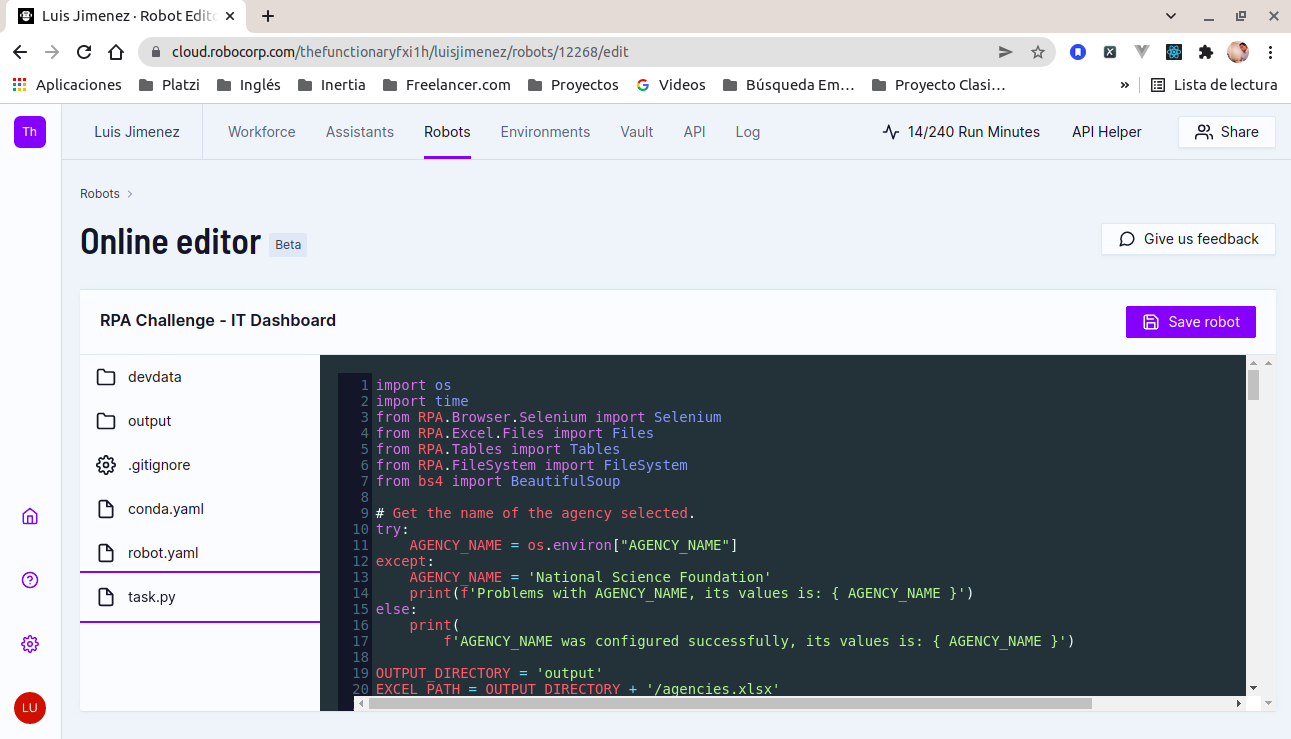 Luis Jimenez · Robot Edito
cloud.robocorp.com/thefunctionaryfxi1h/luisjimenez/robots/12268/edit
Aplicaciones Platzi Inglés Inertia Freelancer.com Proyectos Videos Búsqueda Em… Proyecto Clasi… » Lista de lectura
Th Luis Jimenez Workforce Assistants Robots Environments Vault API Log 14/240 Run Minutes API Helper Share
Robots
Online editor Beta Give us feedback
RPA Challenge - IT Dashboard Save robot
devdata
output
.gitignore
conda.yaml
robot.yaml
task.py
LU
1 import os
2 import time
3 from RPA.Browser.Selenium import Selenium
4 from RPA.Excel.Files import Files
5 from RPA.Tables import Tables
6 from RPA.FileSystem import FileSystem
7 from bs4 import BeautifulSoup
8
9 # Get the name of the agency selected.
10 try:
11     AGENCY_NAME = os.environ["AGENCY_NAME"]
12 except:
13     AGENCY_NAME = 'National Science Foundation'
14     print(f'Problems with AGENCY_NAME, its values is: { AGENCY_NAME }')
15 else:
16     print(
17         f'AGENCY_NAME was configured successfully, its values is: { AGENCY_NAME }')
18
19 OUTPUT_DIRECTORY = 'output'
20 EXCEL_PATH = OUTPUT_DIRECTORY + '/agencies.xlsx'